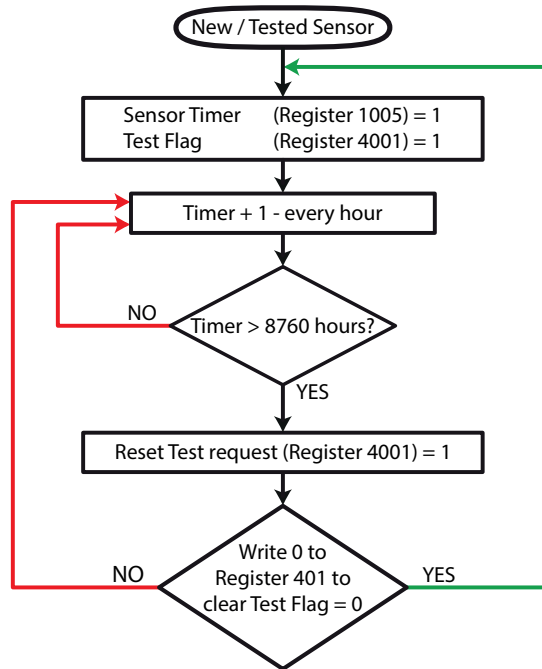 New / Tested Sensor
Sensor Timer (Register 1005) = 1
Test Flag (Register 4001) = 1
Timer + 1 - every hour
NO
Timer > 8760 hours?
YES
Reset Test request (Register 4001) = 1
NO
Write 0 to
Register 401 to
clear Test Flag = 0
YES